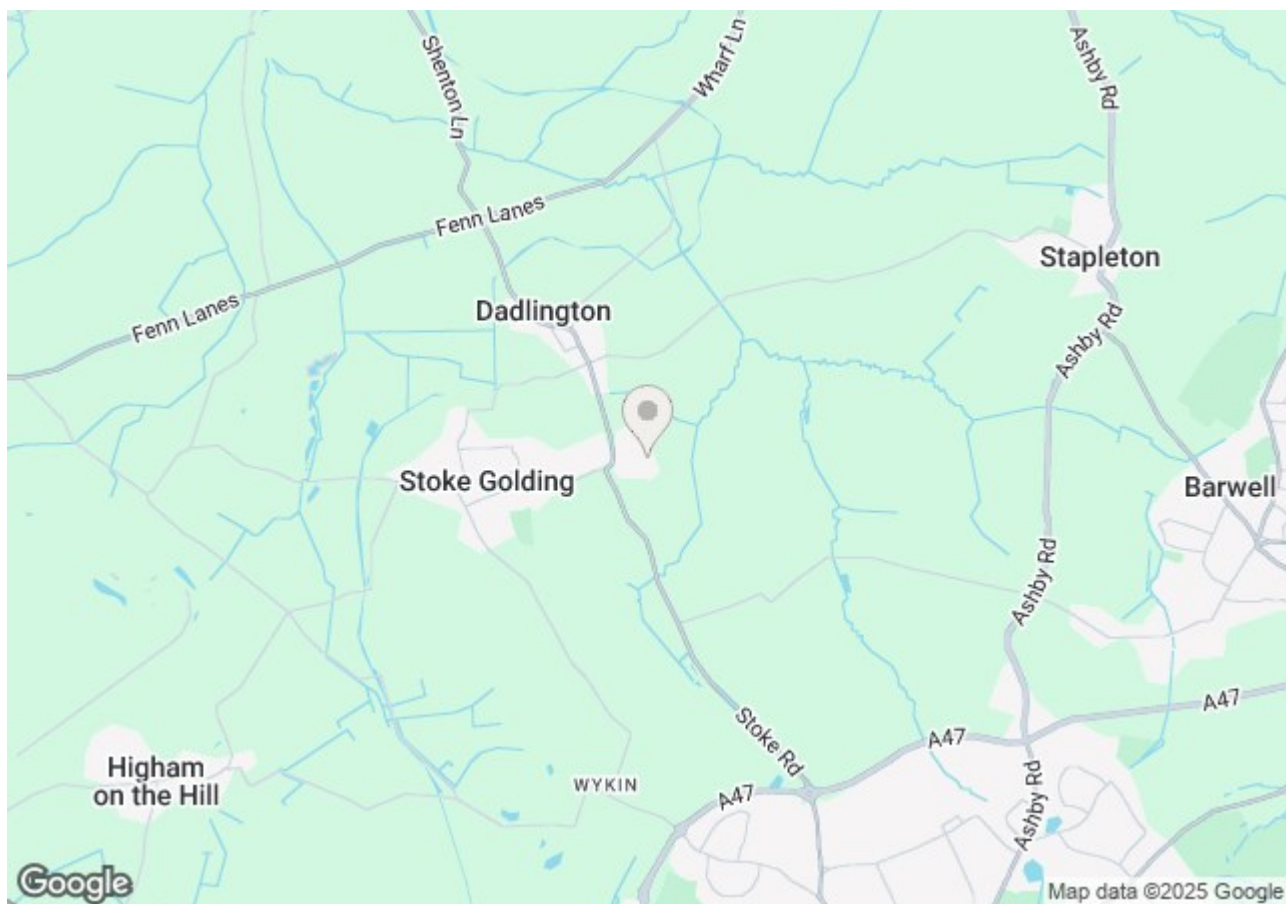 Shenton Ln
Wharf Ln
Ashby Rd
Fenn Lanes
Fenn Lanes
Stapleton
Dadlington
Ashby Rd
Stoke Golding
Barwell
Ashby Rd
Stoke Rd
A47
A47
A47
Higham
on the Hill
WYKIN
Ashby Rd
Google
Map data ©2025 Google